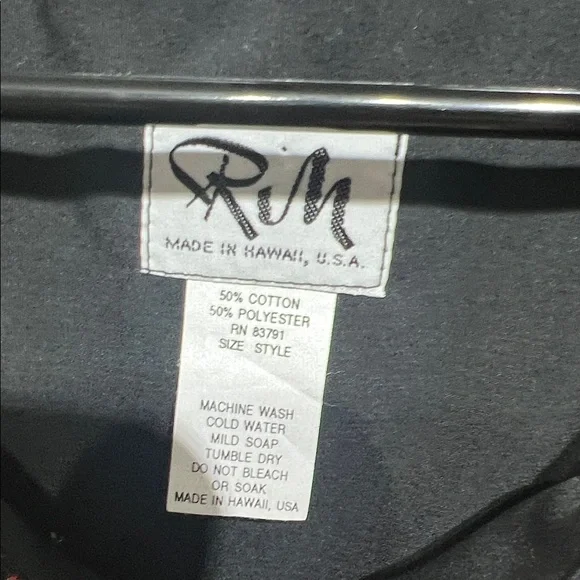 RiM
MADE IN HAWAII, U.S.A.
50% COTTON
50% POLYESTER
RN 83791
SIZE STYLE
MACHINE WASH
COLD WATER
MILD SOAP
TUMBLE DRY
DO NOT BLEACH
OR SOAK
MADE IN HAWAII, USA